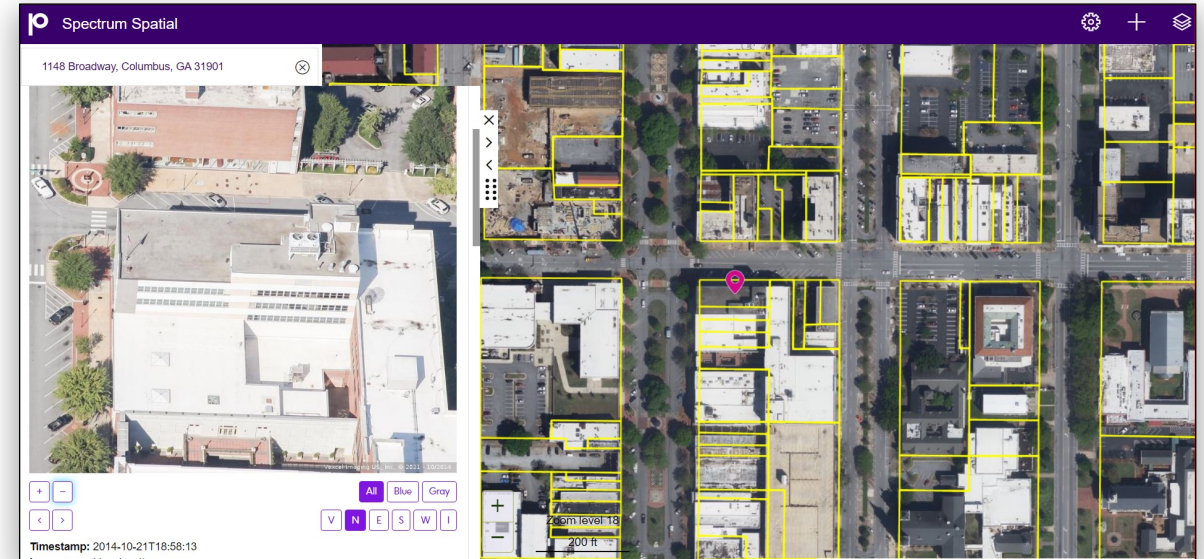 Spectrum Spatial
1148 Broadway, Columbus, GA 31901
Vexcel Imaging US, Inc. © 2021 - 10/2014
+ −
All Blue Gray
< >
V N E S W I
Timestamp: 2014-10-21T18:58:13
+
−
Zoom level 18
200 ft